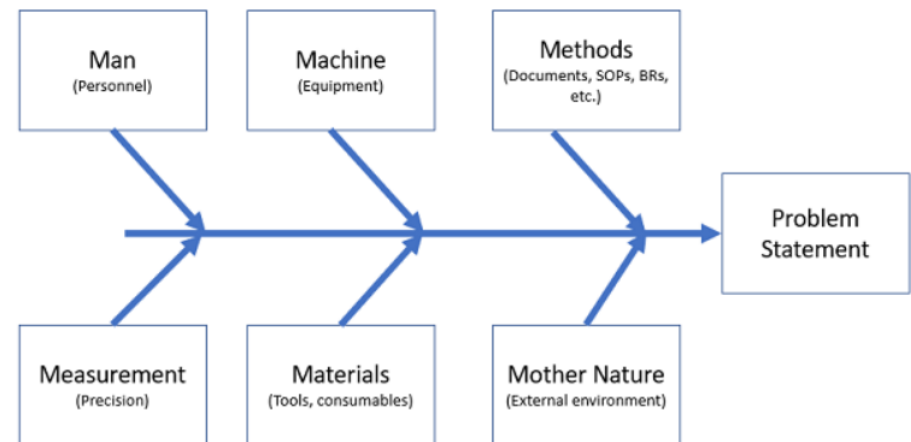 Man
(Personnel)
Machine
(Equipment)
Methods
(Documents, SOPs, BRs,
etc.)
Problem
Statement
Measurement
(Precision)
Materials
(Tools, consumables)
Mother Nature
(External environment)